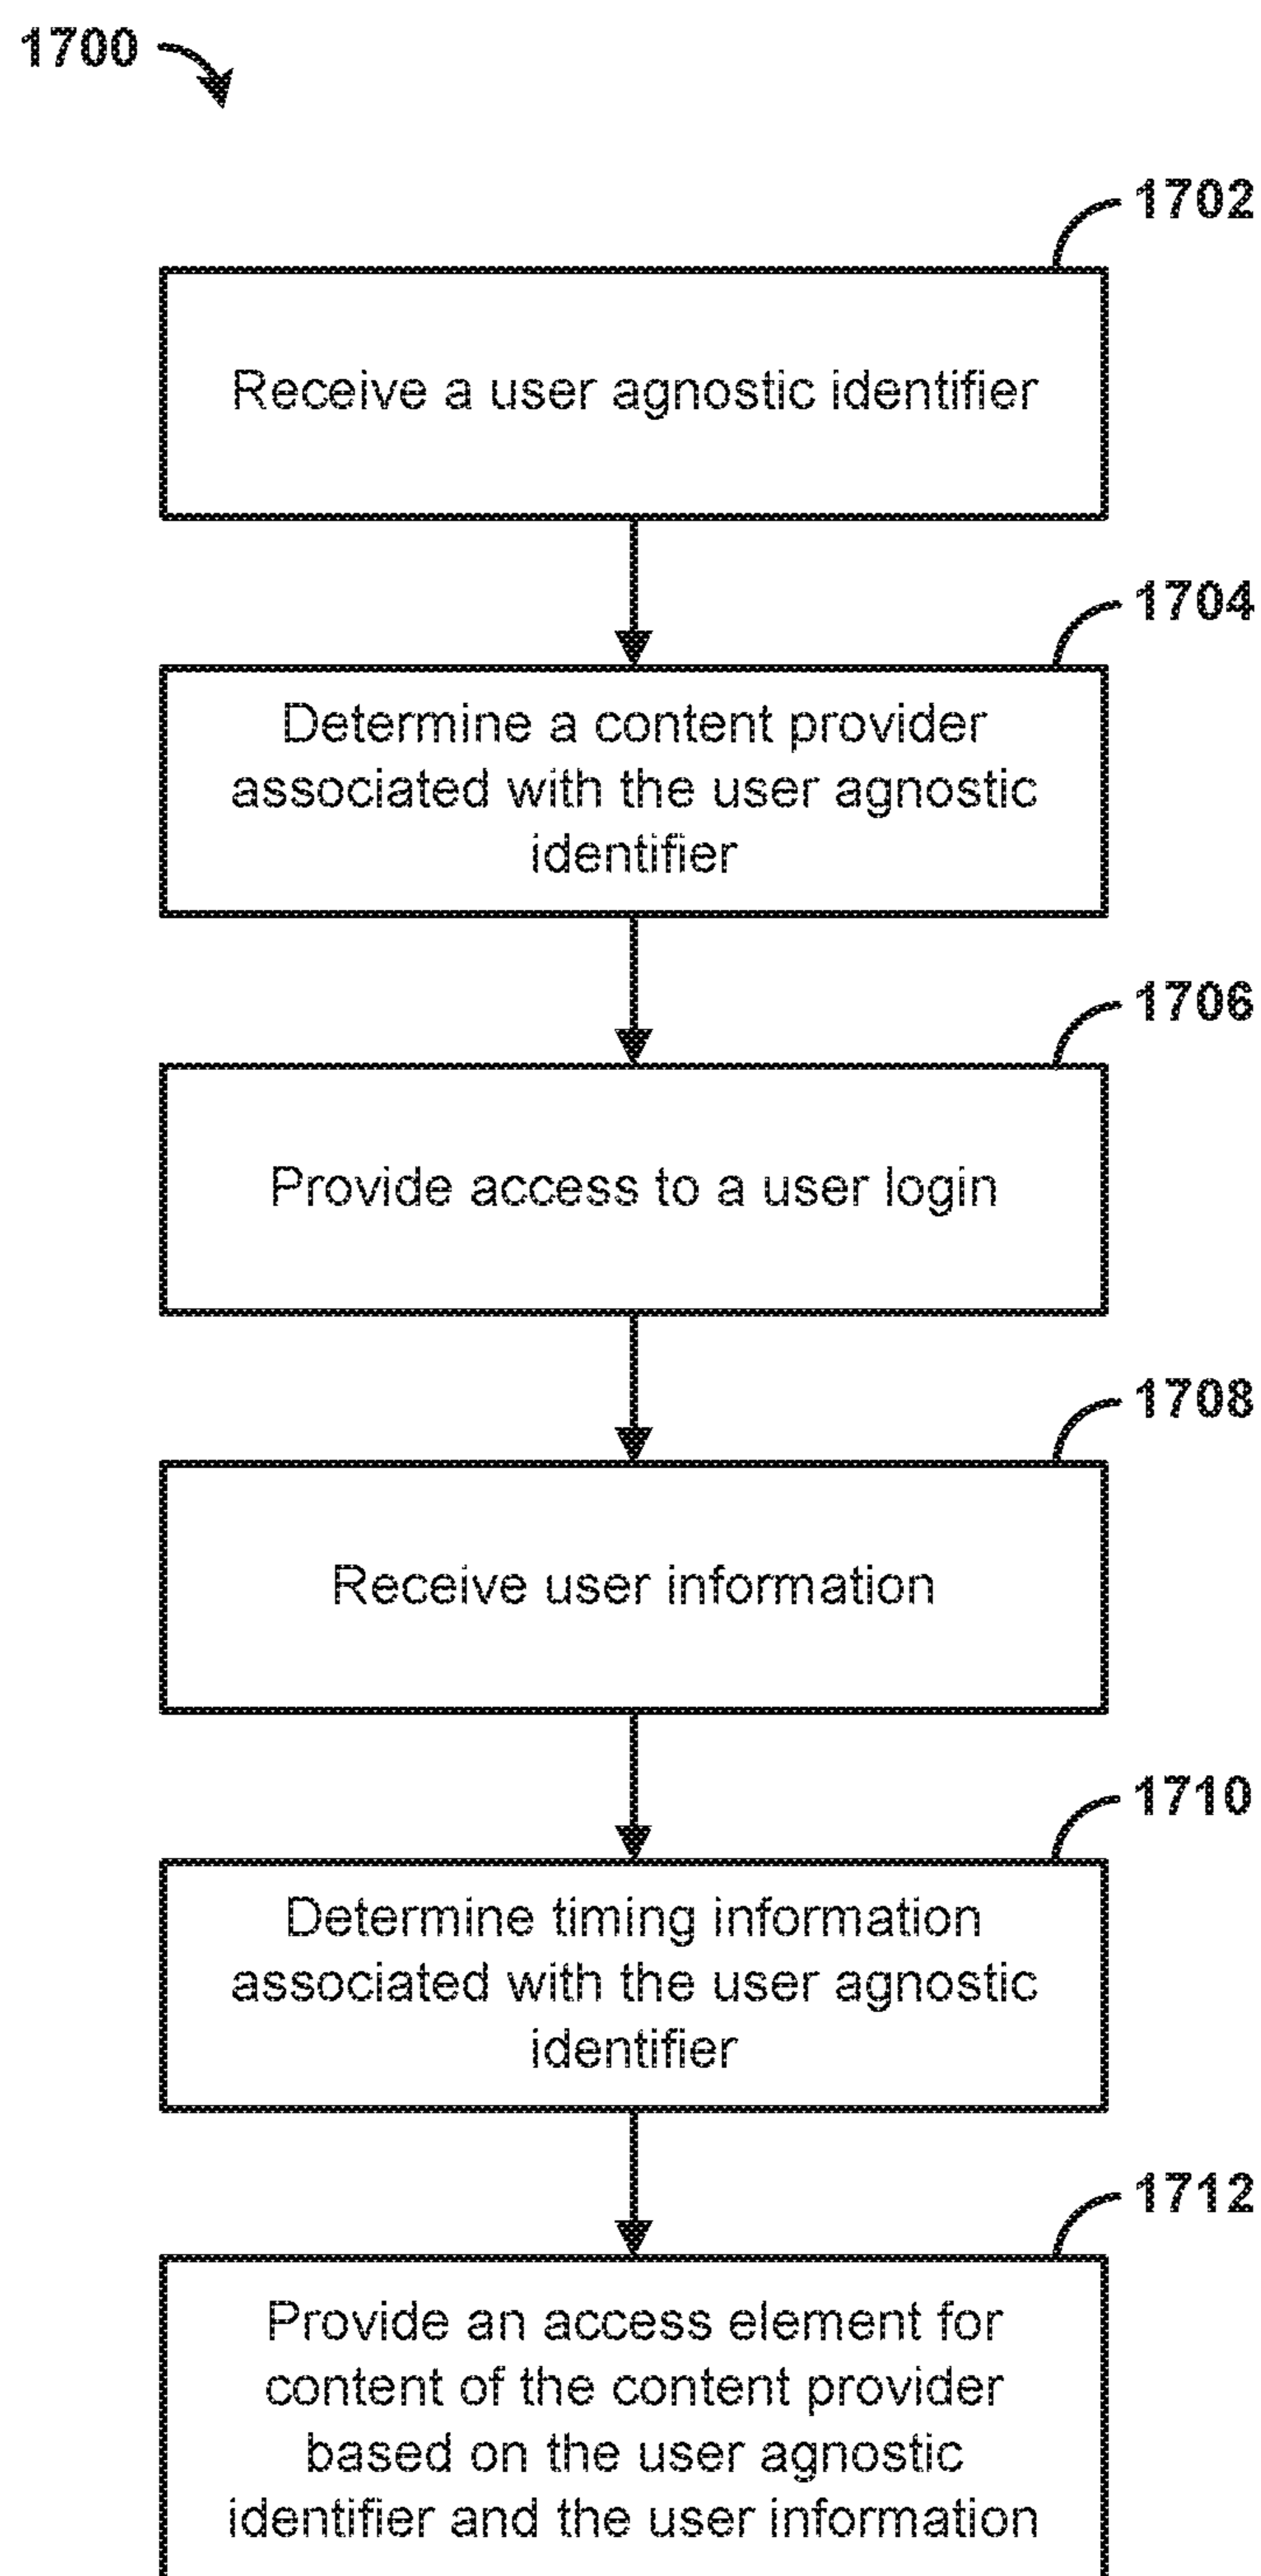 1700
1702
Receive a user agnostic identifier
1704
Determine a content provider
associated with the user agnostic
identifier
1706
Provide access to a user login
1708
Receive user information
1710
Determine timing information
associated with the user agnostic
identifier
1712
Provide an access element for
content of the content provider
based on the user agnostic
identifier and the user information